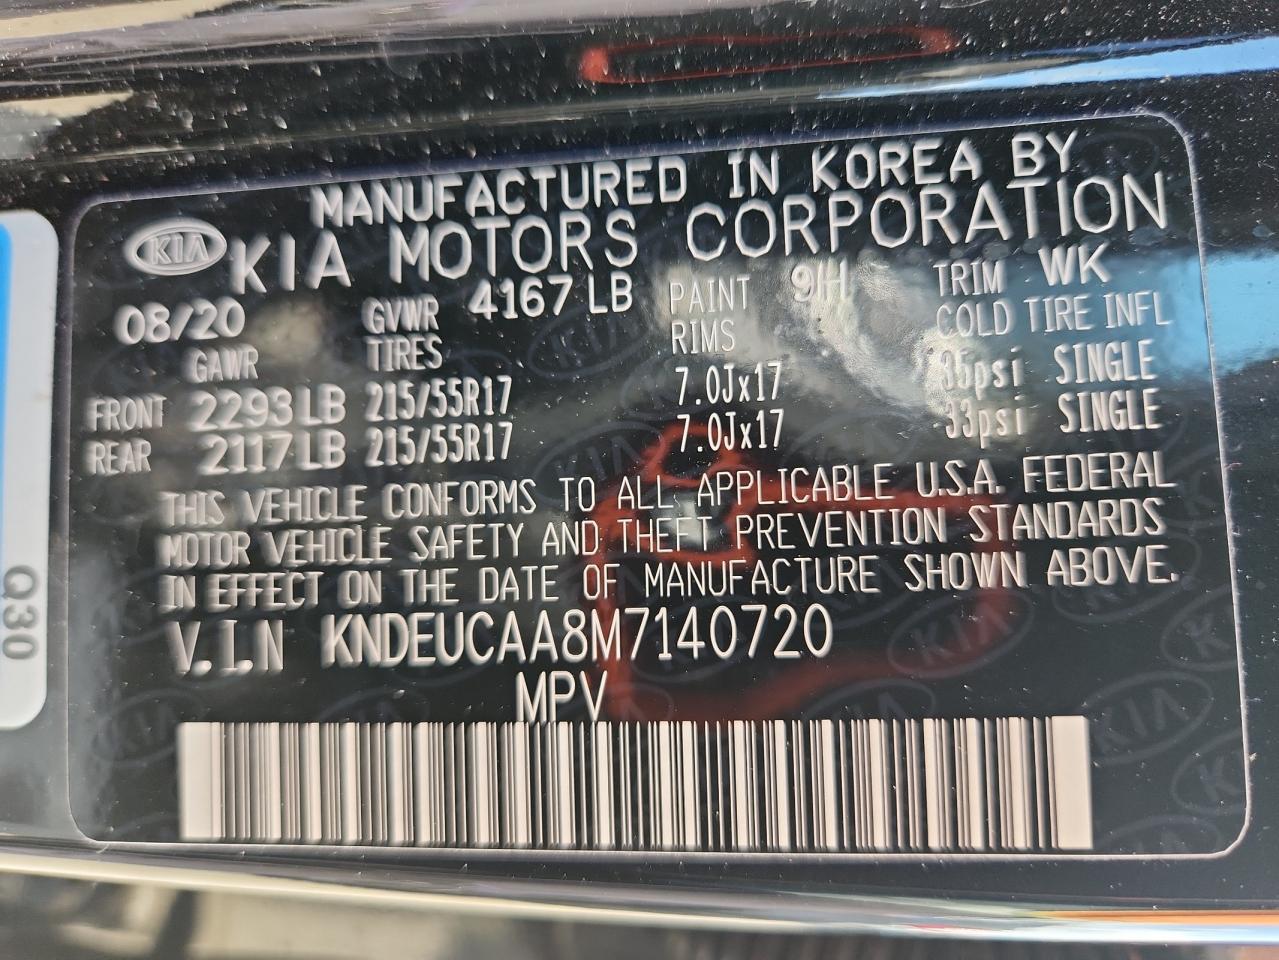 MANUFACTURED IN KOREA BY
KIA KIA MOTORS CORPORATION
08/20 GVWR 4167 LB PAINT 9H TRIM WK
GAWR TIRES RIMS COLD TIRE INFL
FRONT 2293 LB 215/55R17 7.0Jx17 35psi SINGLE
REAR 2117 LB 215/55R17 7.0Jx17 33psi SINGLE
THIS VEHICLE CONFORMS TO ALL APPLICABLE U.S.A. FEDERAL
MOTOR VEHICLE SAFETY AND THEFT PREVENTION STANDARDS
IN EFFECT ON THE DATE OF MANUFACTURE SHOWN ABOVE.
V.I.N KNDEUCAA8M7140720
MPV
Q30